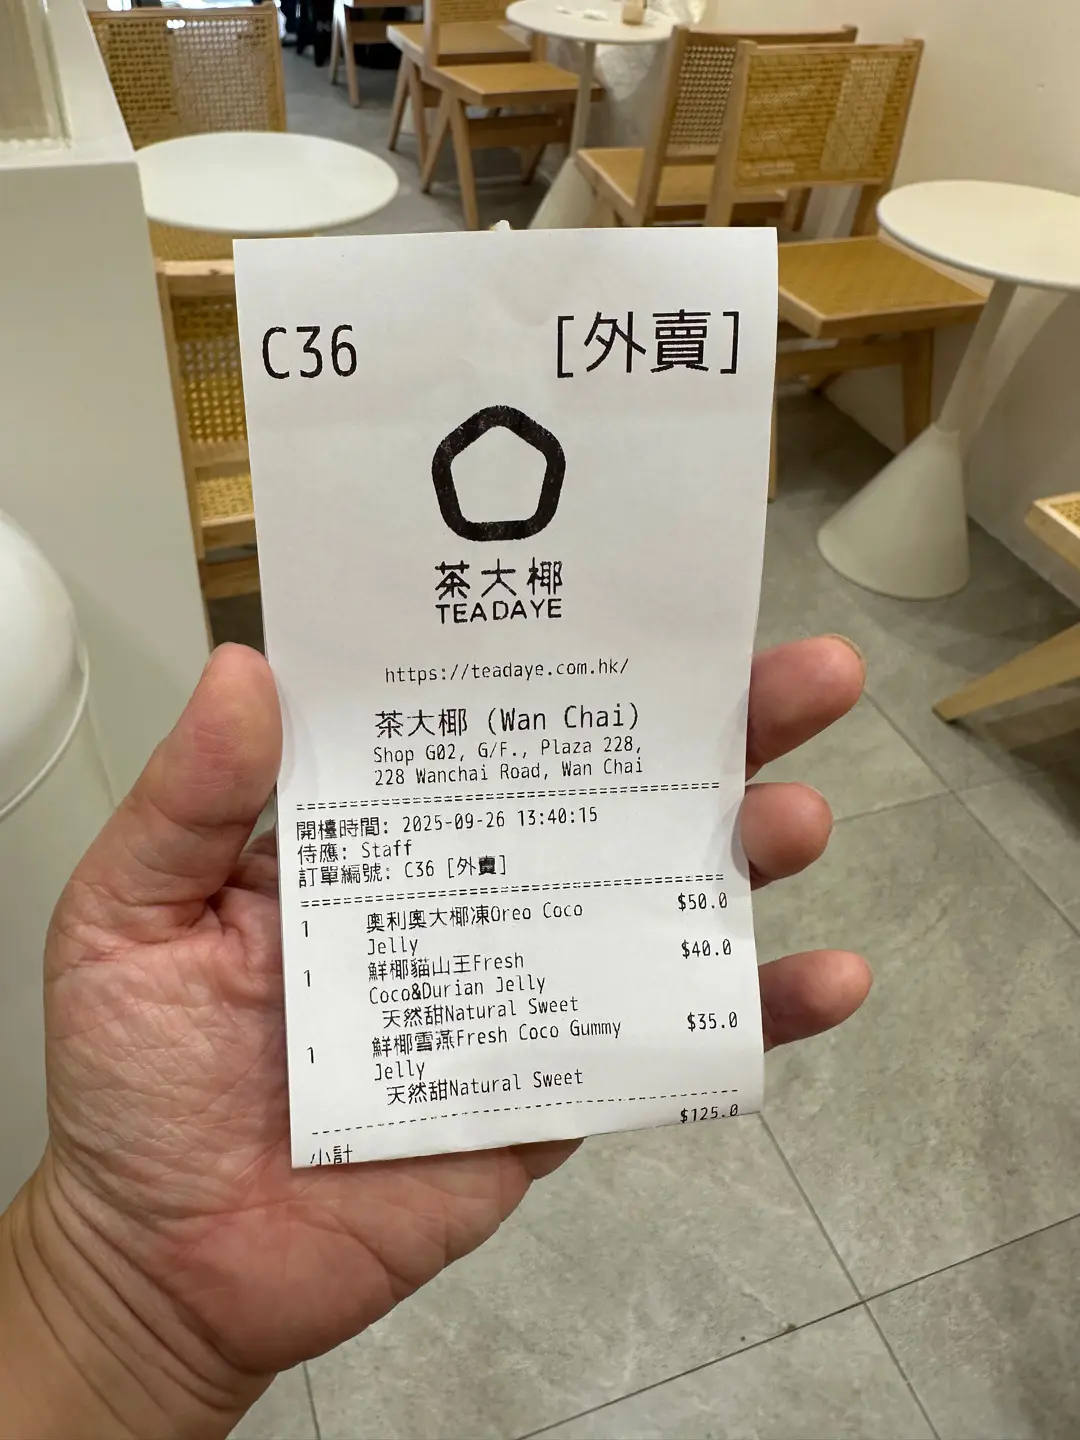 C36 [外賣]
茶大椰
TEADAYE
https://teadaye.com.hk/
茶大椰 (Wan Chai)
Shop G02, G/F., Plaza 228,
228 Wanchai Road, Wan Chai
開檯時間: 2025-09-26 13:40:15
侍應: Staff
訂單編號: C36 [外賣]
1 奧利奧大椰凍Oreo Coco $50.0
Jelly
1 鮮椰貓山王Fresh $40.0
Coco&Durian Jelly
天然甜Natural Sweet
1 鮮椰雪燕Fresh Coco Gummy $35.0
Jelly
天然甜Natural Sweet
小計 $125.0